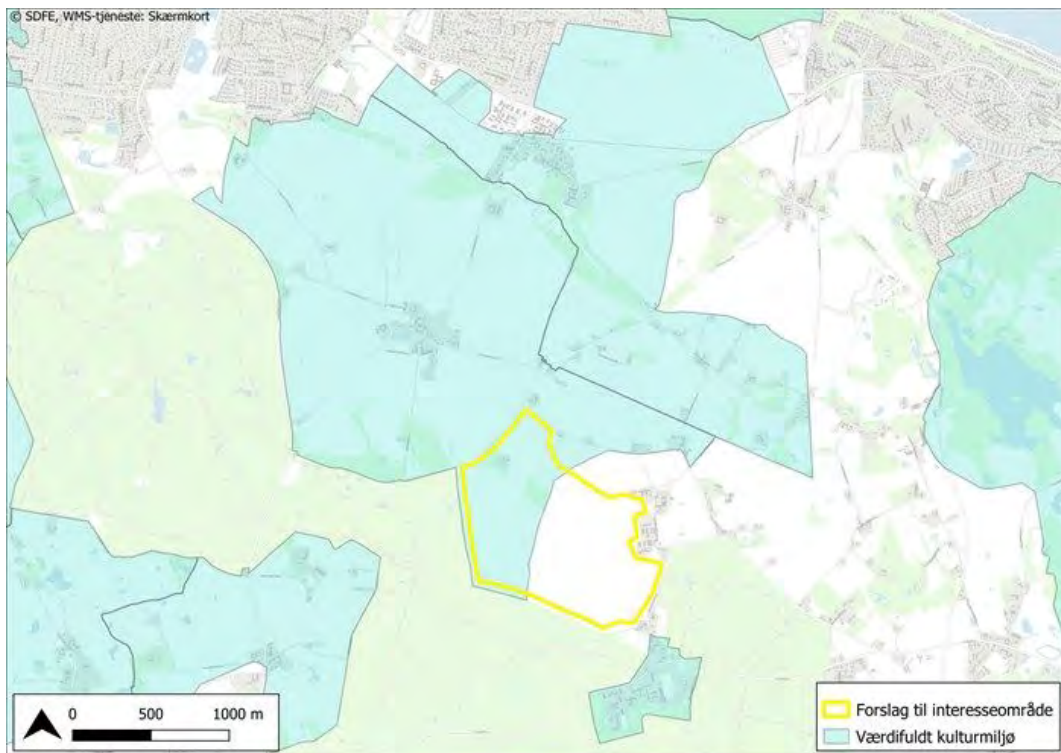 © SDFE, WMS-tjeneste: Skærmkort
0 500 1000 m
Forslag til interesseområde
Værdifuldt kulturmiljø